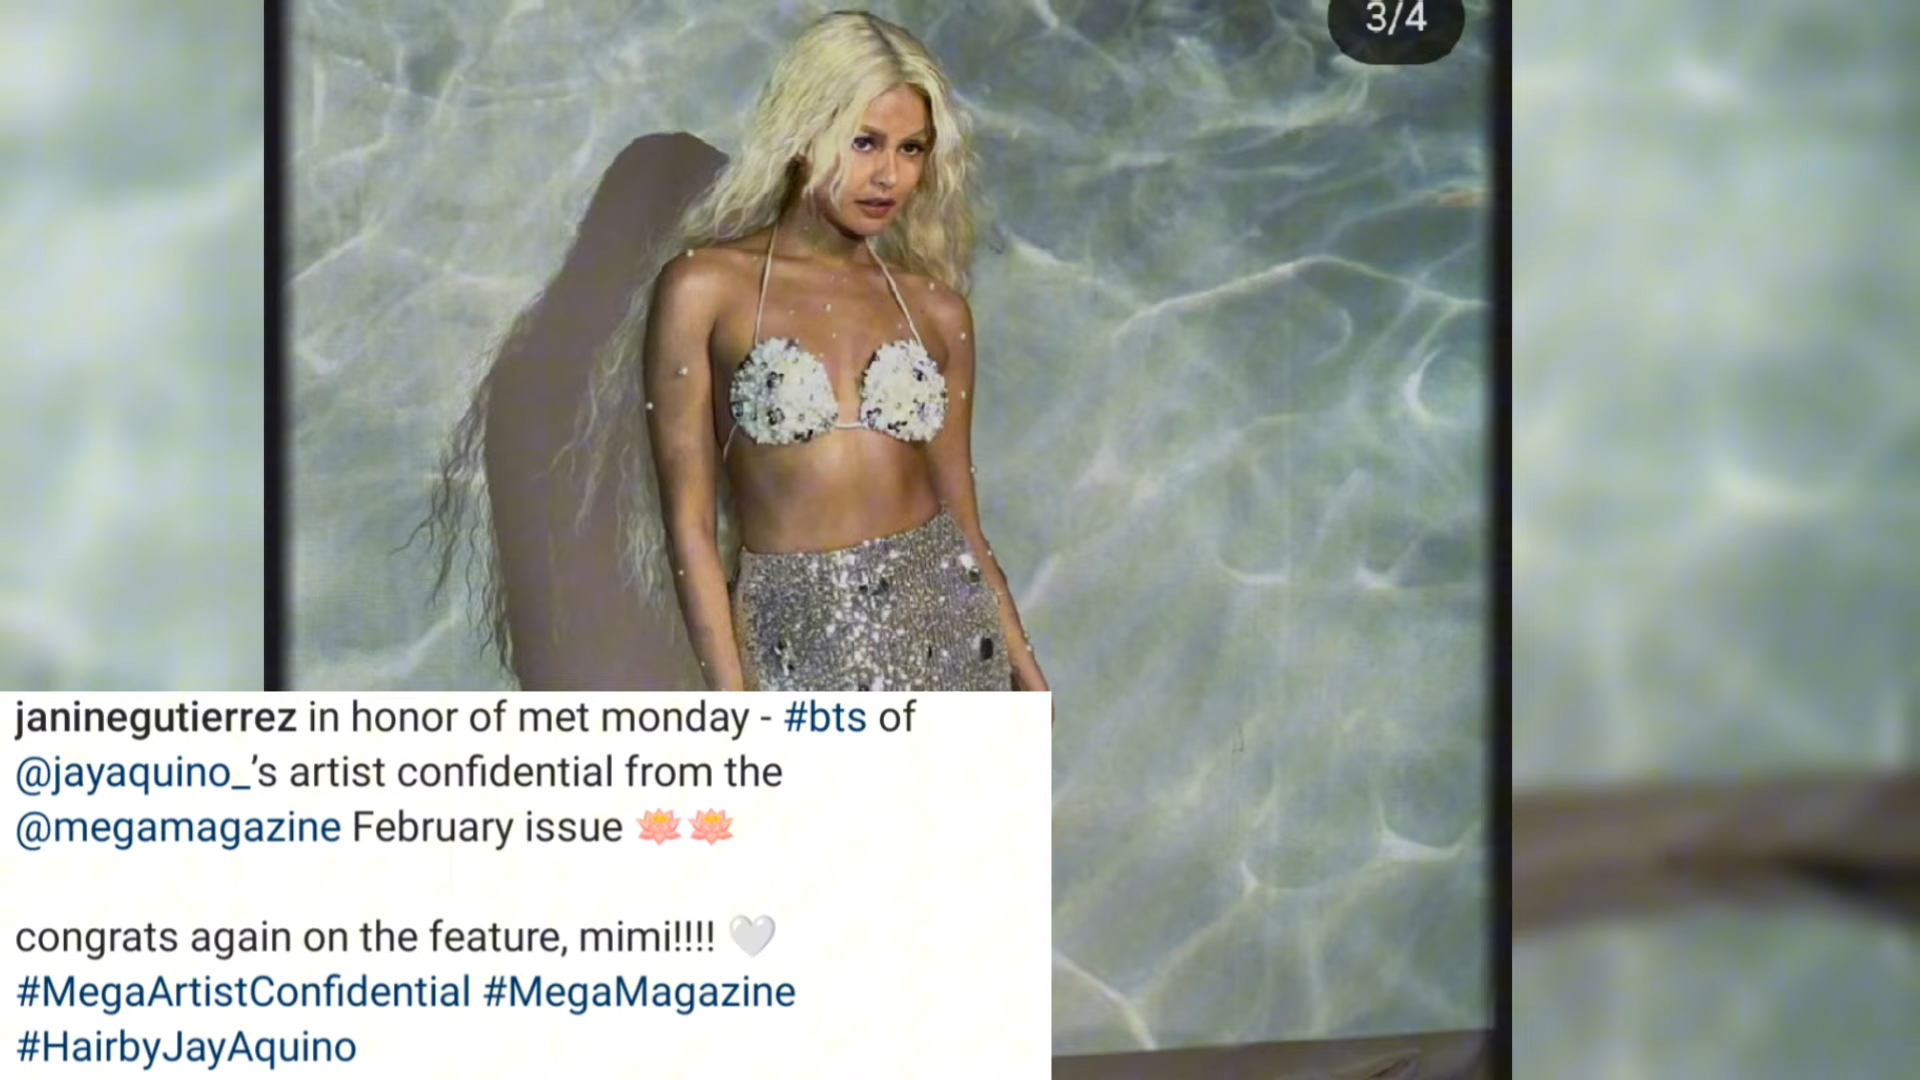 3/4
janinegutierrez in honor of met monday - #bts of
@jayaquino_’s artist confidential from the
@megamagazine February issue 🪷🪷
congrats again on the feature, mimi!!!! 🤍
#MegaArtistConfidential #MegaMagazine
#HairbyJayAquino